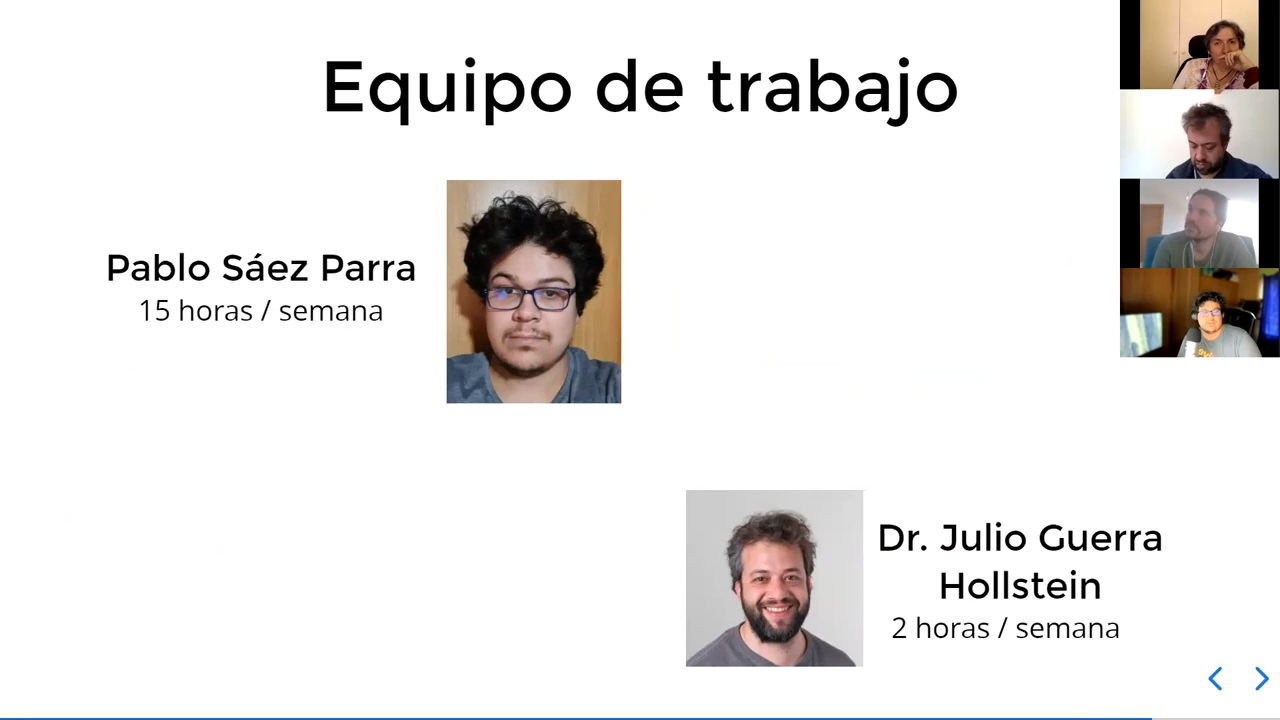 Equipo de trabajo
Pablo Sáez Parra
15 horas / semana
Dr. Julio Guerra
Hollstein
2 horas / semana